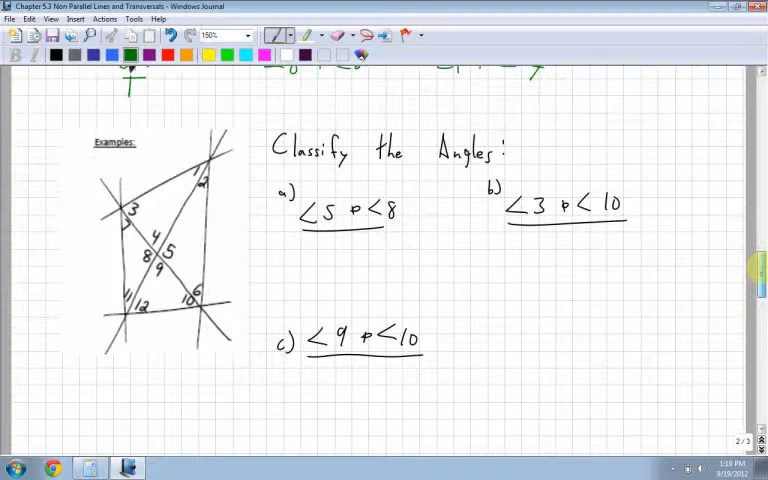 Chapter 5.3 Non Parallel Lines and Transversals - Windows Journal
File Edit View Insert Actions Tools Help
150%
B I
Examples:
Classify the Angles:
a) <5 & <8
b) <3 & <10
c) <9 & <10
1
2
3
7
4
8 5
9
11 12
10 6
2 / 3
1:19 PM
9/19/2012